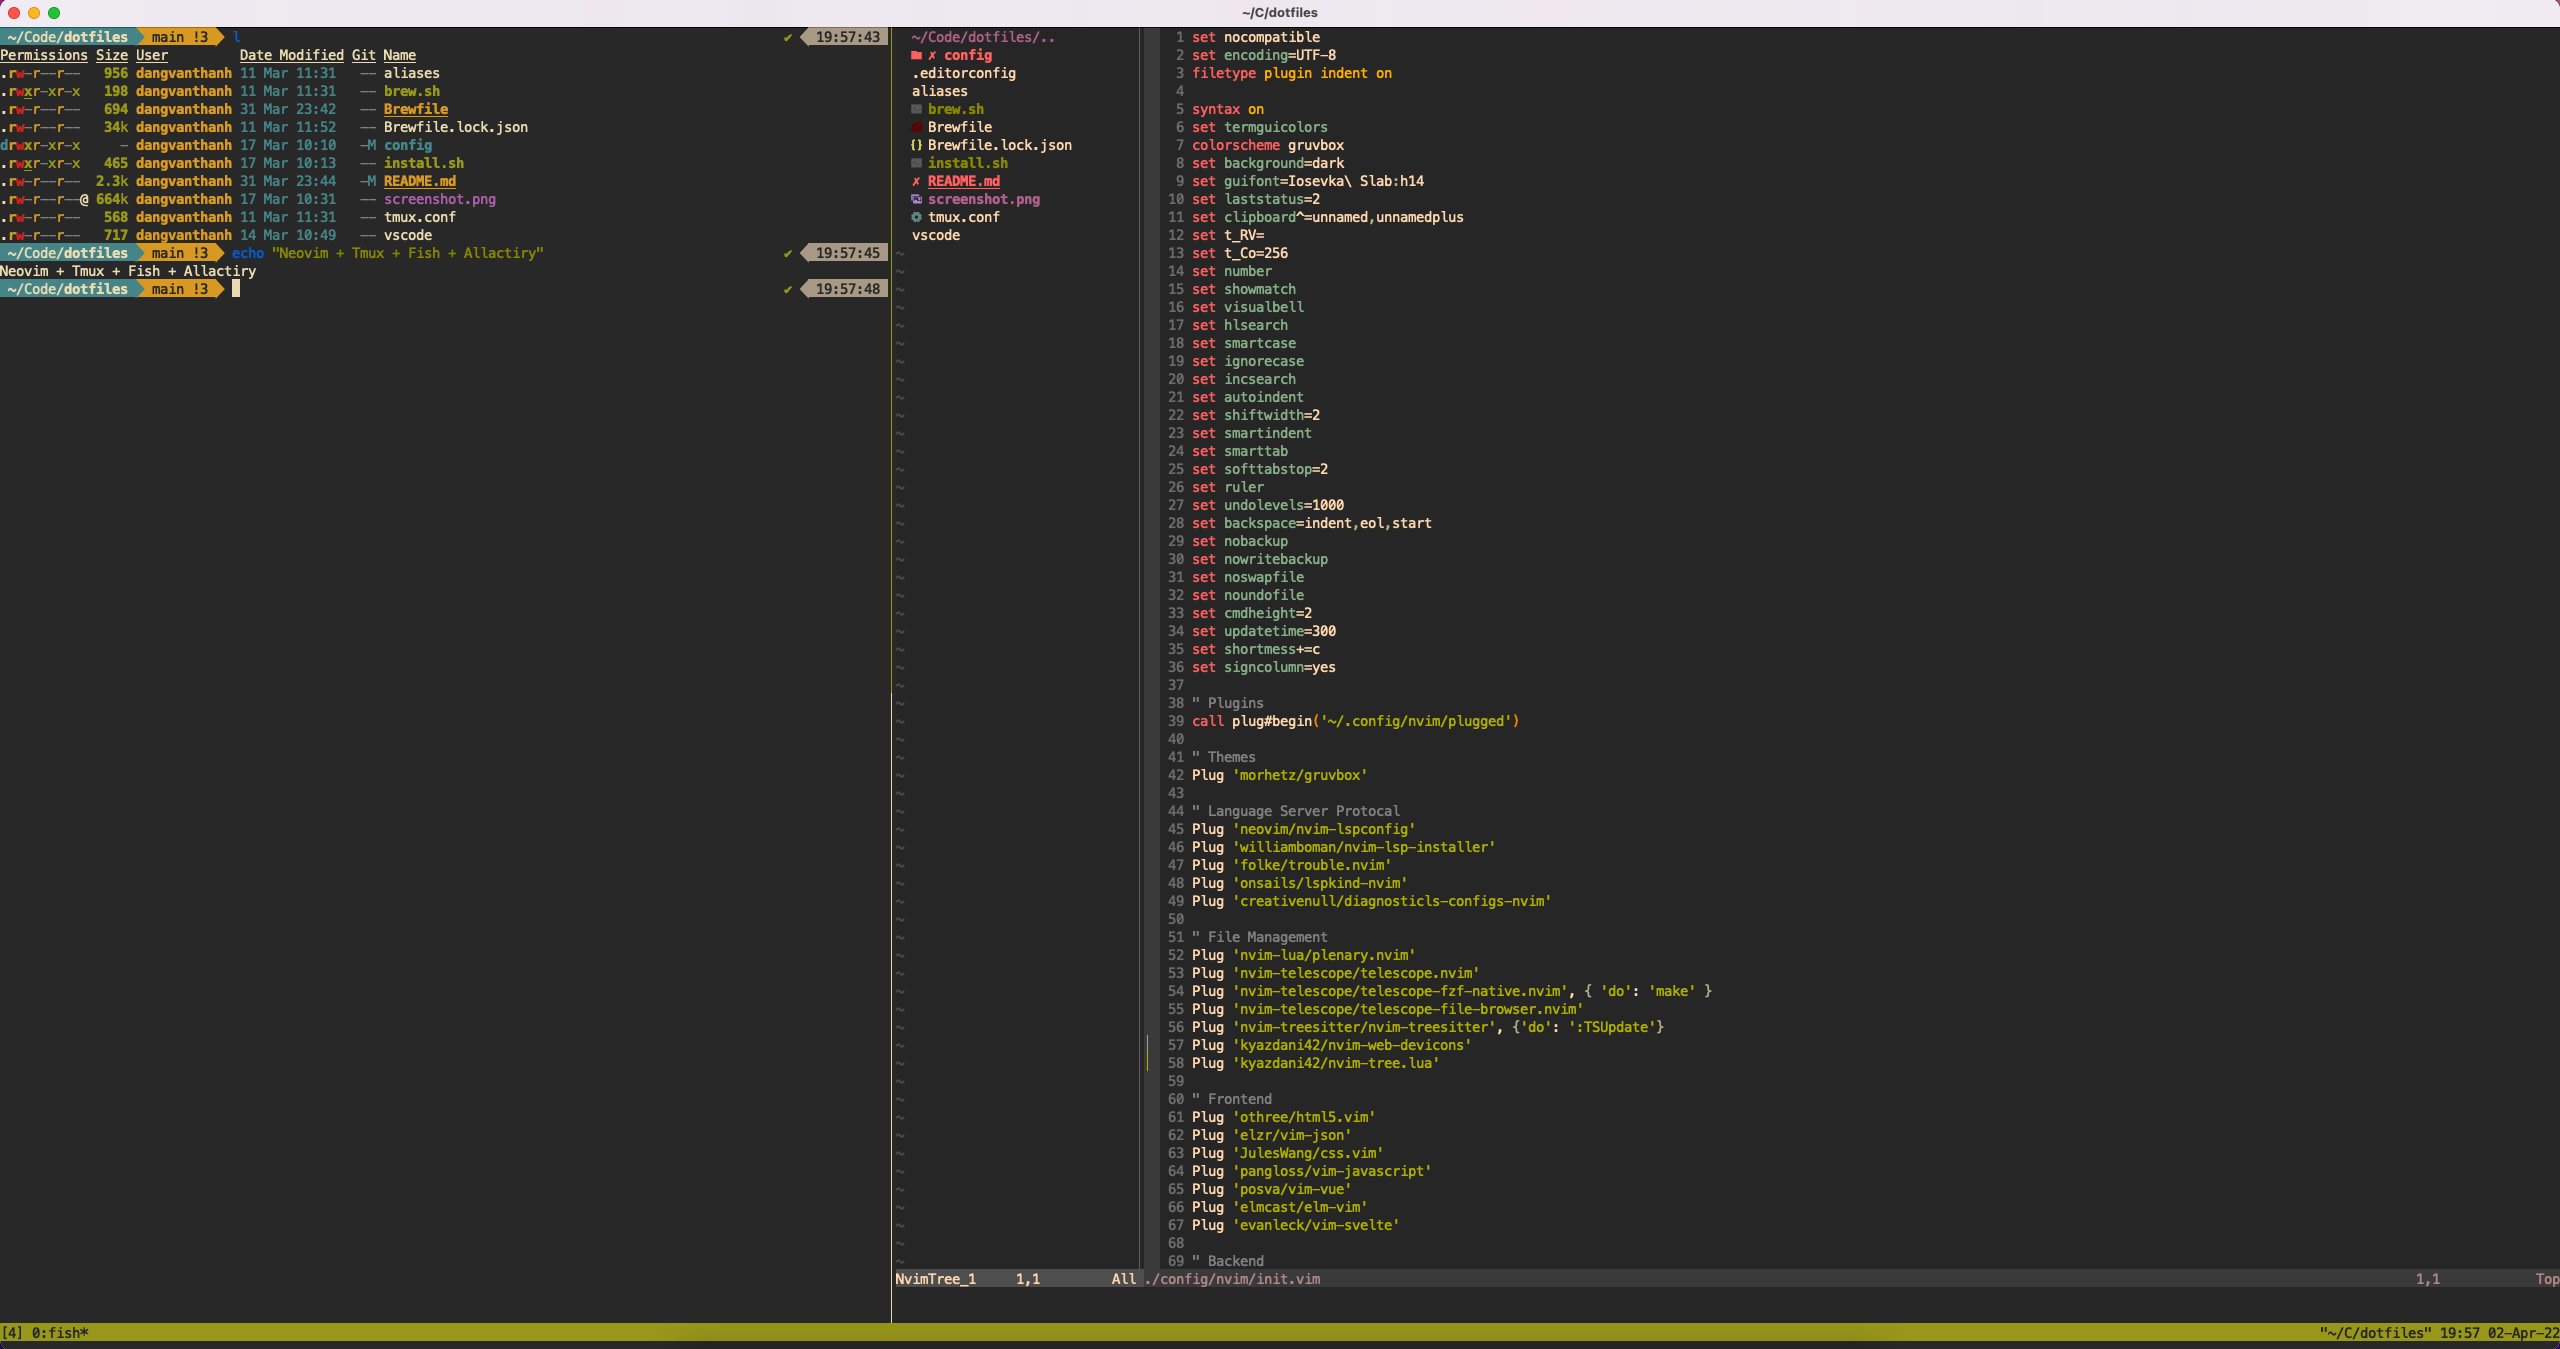 ~/C/dotfiles
~/Code/dotfiles main !3 l ✔ 19:57:43
Permissions Size User Date Modified Git Name
.rw-r--r-- 956 dangvanthanh 11 Mar 11:31 -- aliases
.rwxr-xr-x 198 dangvanthanh 11 Mar 11:31 -- brew.sh
.rw-r--r-- 694 dangvanthanh 31 Mar 23:42 -- Brewfile
.rw-r--r-- 34k dangvanthanh 11 Mar 11:52 -- Brewfile.lock.json
drwxr-xr-x - dangvanthanh 17 Mar 10:10 -M config
.rwxr-xr-x 465 dangvanthanh 17 Mar 10:13 -- install.sh
.rw-r--r-- 2.3k dangvanthanh 31 Mar 23:44 -M README.md
.rw-r--r--@ 664k dangvanthanh 17 Mar 10:31 -- screenshot.png
.rw-r--r-- 568 dangvanthanh 11 Mar 11:31 -- tmux.conf
.rw-r--r-- 717 dangvanthanh 14 Mar 10:49 -- vscode
~/Code/dotfiles main !3 echo "Neovim + Tmux + Fish + Allactiry" ✔ 19:57:45
Neovim + Tmux + Fish + Allactiry
~/Code/dotfiles main !3 ✔ 19:57:48
~/Code/dotfiles/..
✗ config
.editorconfig
aliases
brew.sh
Brewfile
{} Brewfile.lock.json
install.sh
✗ README.md
screenshot.png
tmux.conf
vscode
1 set nocompatible
2 set encoding=UTF-8
3 filetype plugin indent on
4
5 syntax on
6 set termguicolors
7 colorscheme gruvbox
8 set background=dark
9 set guifont=Iosevka\ Slab:h14
10 set laststatus=2
11 set clipboard^=unnamed,unnamedplus
12 set t_RV=
13 set t_Co=256
14 set number
15 set showmatch
16 set visualbell
17 set hlsearch
18 set smartcase
19 set ignorecase
20 set incsearch
21 set autoindent
22 set shiftwidth=2
23 set smartindent
24 set smarttab
25 set softtabstop=2
26 set ruler
27 set undolevels=1000
28 set backspace=indent,eol,start
29 set nobackup
30 set nowritebackup
31 set noswapfile
32 set noundofile
33 set cmdheight=2
34 set updatetime=300
35 set shortmess+=c
36 set signcolumn=yes
37
38 " Plugins
39 call plug#begin('~/.config/nvim/plugged')
40
41 " Themes
42 Plug 'morhetz/gruvbox'
43
44 " Language Server Protocal
45 Plug 'neovim/nvim-lspconfig'
46 Plug 'williamboman/nvim-lsp-installer'
47 Plug 'folke/trouble.nvim'
48 Plug 'onsails/lspkind-nvim'
49 Plug 'creativenull/diagnosticls-configs-nvim'
50
51 " File Management
52 Plug 'nvim-lua/plenary.nvim'
53 Plug 'nvim-telescope/telescope.nvim'
54 Plug 'nvim-telescope/telescope-fzf-native.nvim', { 'do': 'make' }
55 Plug 'nvim-telescope/telescope-file-browser.nvim'
56 Plug 'nvim-treesitter/nvim-treesitter', {'do': ':TSUpdate'}
57 Plug 'kyazdani42/nvim-web-devicons'
58 Plug 'kyazdani42/nvim-tree.lua'
59
60 " Frontend
61 Plug 'othree/html5.vim'
62 Plug 'elzr/vim-json'
63 Plug 'JulesWang/css.vim'
64 Plug 'pangloss/vim-javascript'
65 Plug 'posva/vim-vue'
66 Plug 'elmcast/elm-vim'
67 Plug 'evanleck/vim-svelte'
68
69 " Backend
NvimTree_1 1,1 All ./config/nvim/init.vim 1,1 Top
[4] 0:fish* "~/C/dotfiles" 19:57 02-Apr-22